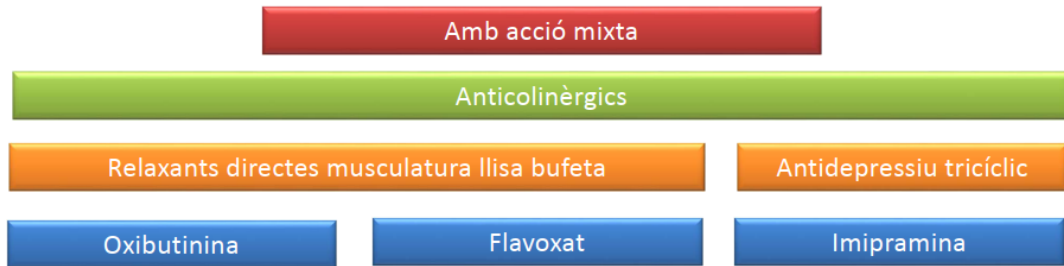 Amb acció mixta
Anticolinèrgics
Relaxants directes musculatura llisa bufeta
Antidepressiu tricíclic
Oxibutinina
Flavoxat
Imipramina